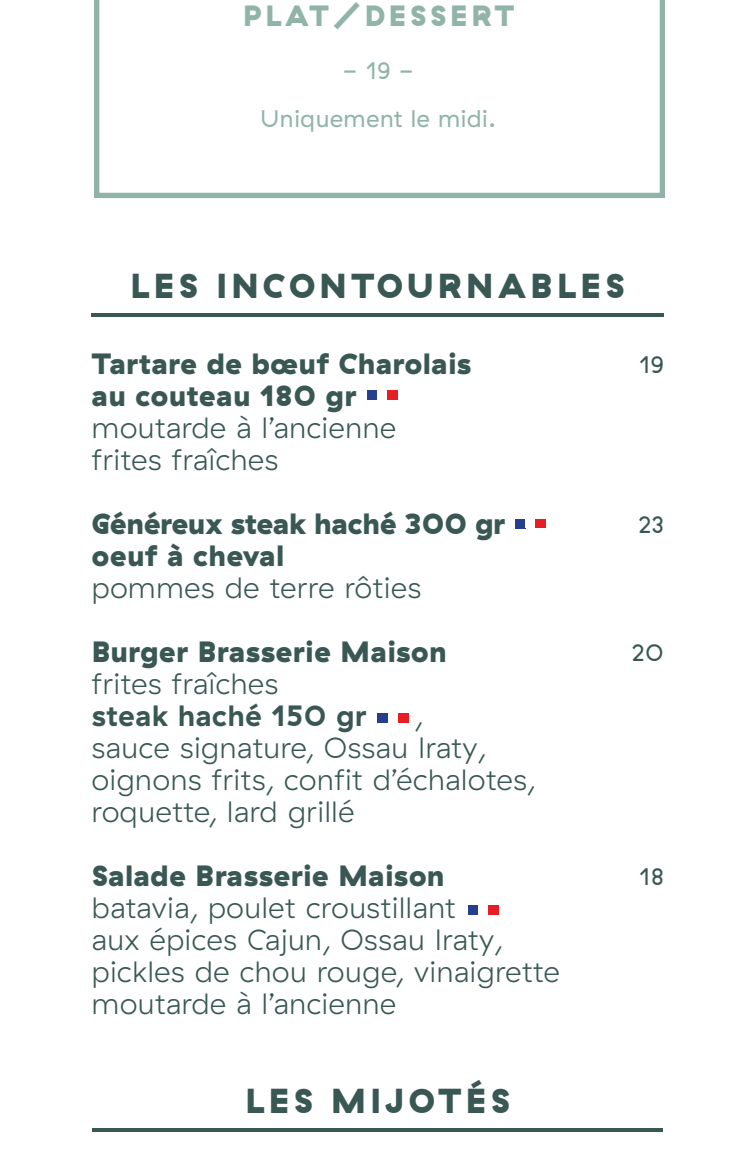 PLAT/DESSERT
– 19 –
Uniquement le midi.
LES INCONTOURNABLES
Tartare de bœuf Charolais 19
au couteau 180 gr
moutarde à l’ancienne
frites fraîches
Généreux steak haché 300 gr 23
oeuf à cheval
pommes de terre rôties
Burger Brasserie Maison 20
frites fraîches
steak haché 150 gr ,
sauce signature, Ossau Iraty,
oignons frits, confit d’échalotes,
roquette, lard grillé
Salade Brasserie Maison 18
batavia, poulet croustillant
aux épices Cajun, Ossau Iraty,
pickles de chou rouge, vinaigrette
moutarde à l’ancienne
LES MIJOTÉS